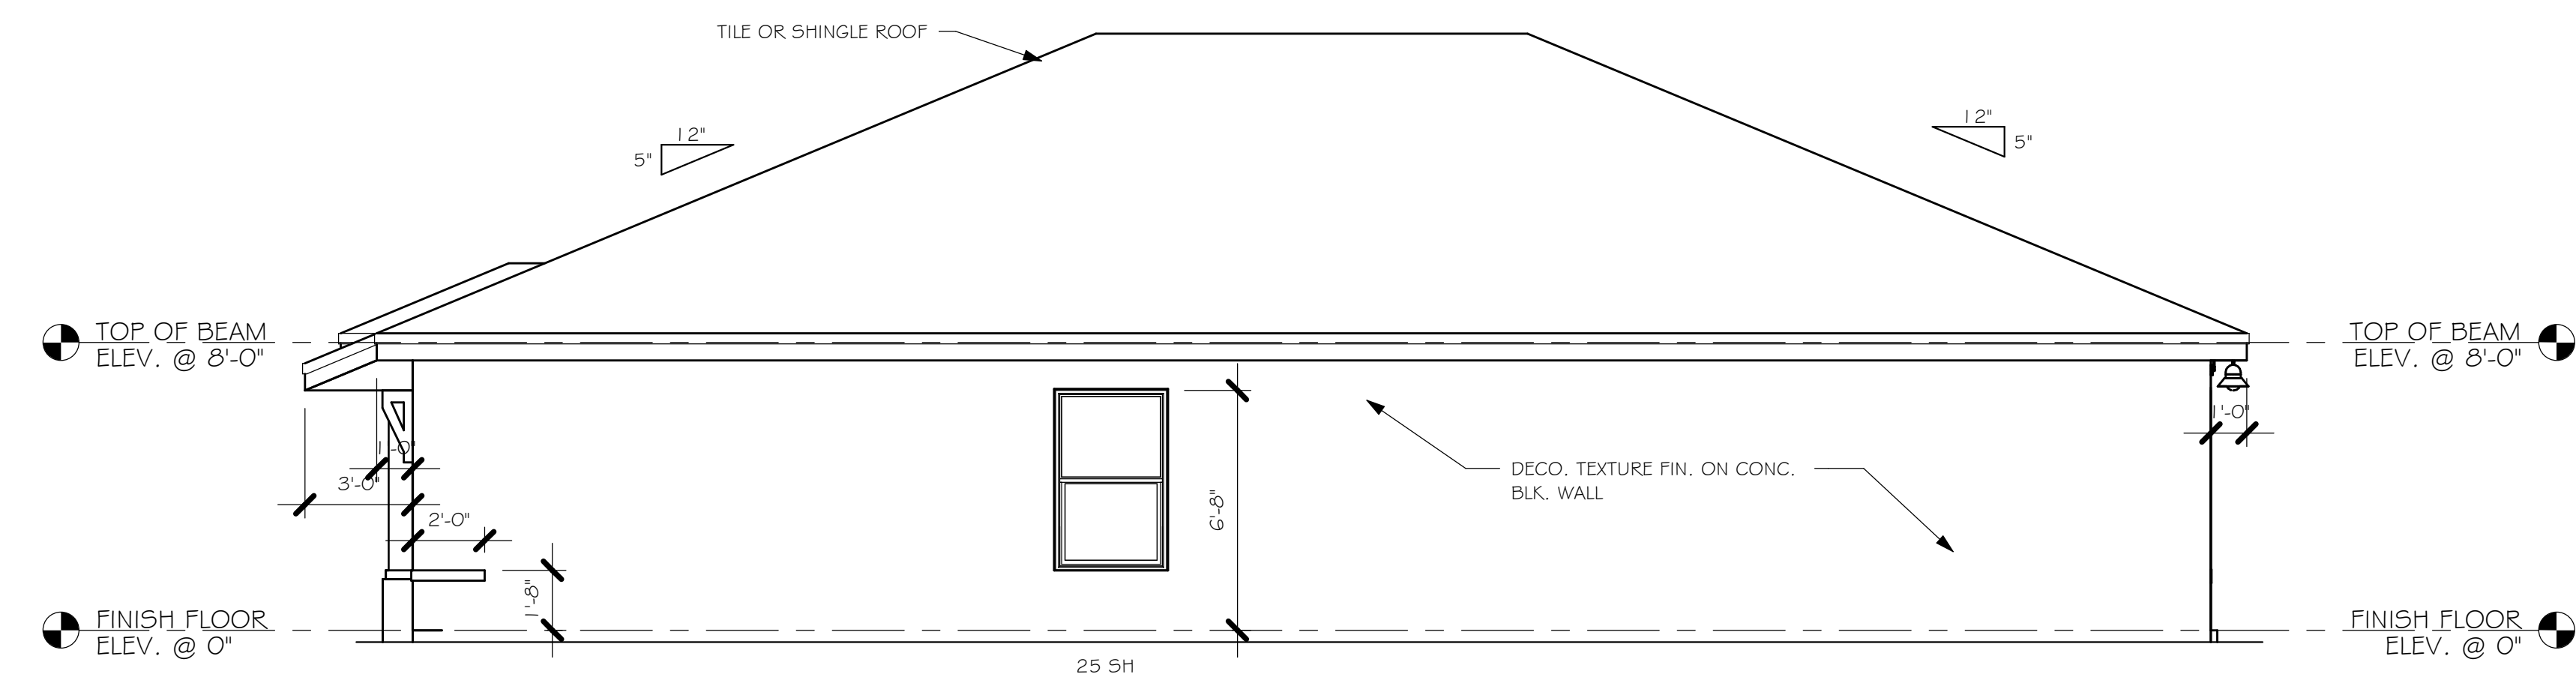 TILE OR SHINGLE ROOF
12"
5"
12"
5"
TOP OF BEAM
ELEV. @ 8'-0"
TOP OF BEAM
ELEV. @ 8'-0"
1'-0"
1'-0"
3'-0"
2'-0"
1'-8"
6'-8"
DECO. TEXTURE FIN. ON CONC.
BLK. WALL
FINISH FLOOR
ELEV. @ 0"
FINISH FLOOR
ELEV. @ 0"
25 SH